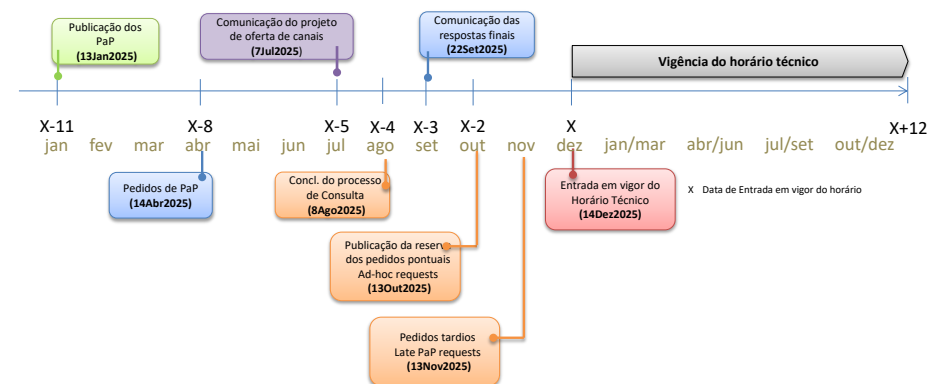 Publicação dos
PaP
(13Jan2025)
Comunicação do projeto
de oferta de canais
(7Jul2025)
Comunicação das
respostas finais
(22Set2025)
Vigência do horário técnico
X-11 X-8 X-5 X-4 X-3 X-2 X X+12
jan fev mar abr mai jun jul ago set out nov dez jan/mar abr/jun jul/set out/dez
Pedidos de PaP
(14Abr2025)
Concl. do processo
de Consulta
(8Ago2025)
Entrada em vigor do
Horário Técnico
(14Dez2025)
X Data de Entrada em vigor do horário
Publicação da reserva
dos pedidos pontuais
Ad-hoc requests
(13Out2025)
Pedidos tardios
Late PaP requests
(13Nov2025)